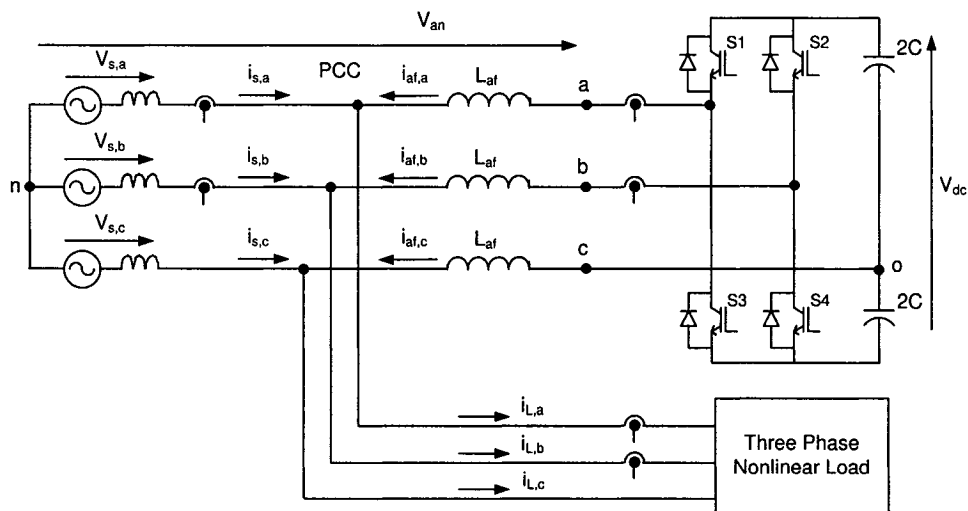 V_an
V_s,a
PCC
i_s,a
i_af,a
L_af
a
S1
S2
2C
V_s,b
i_s,b
i_af,b
L_af
b
n
V_dc
V_s,c
i_s,c
i_af,c
L_af
c
o
S3
S4
2C
i_L,a
i_L,b
i_L,c
Three Phase
Nonlinear Load